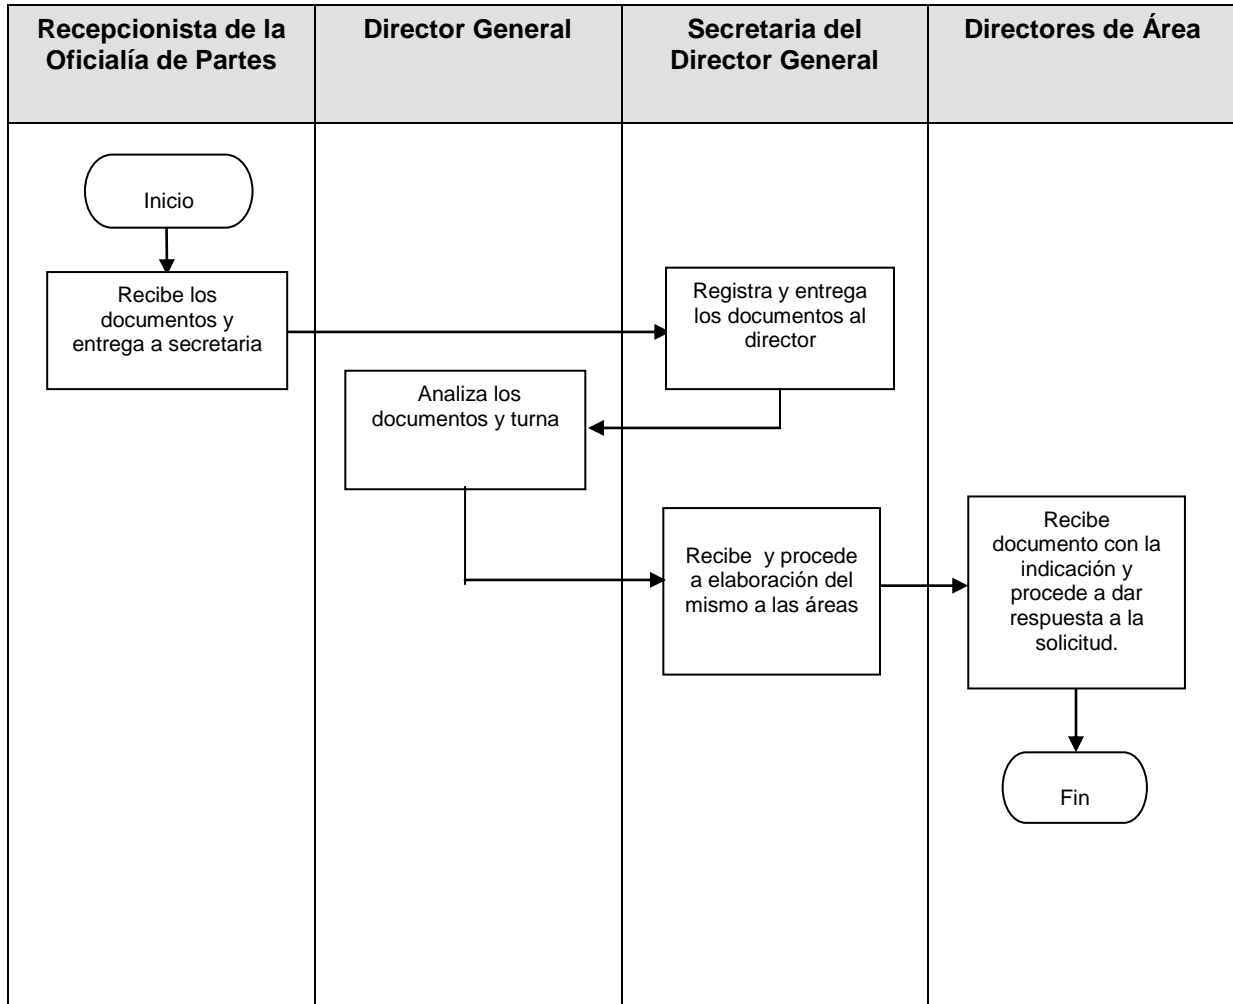 Recepcionista de la
Oficialía de Partes
Director General
Secretaria del
Director General
Directores de Área
Inicio
Recibe los
documentos y
entrega a secretaria
Registra y entrega
los documentos al
director
Analiza los
documentos y turna
Recibe  y procede
a elaboración del
mismo a las áreas
Recibe
documento con la
indicación y
procede a dar
respuesta a la
solicitud.
Fin